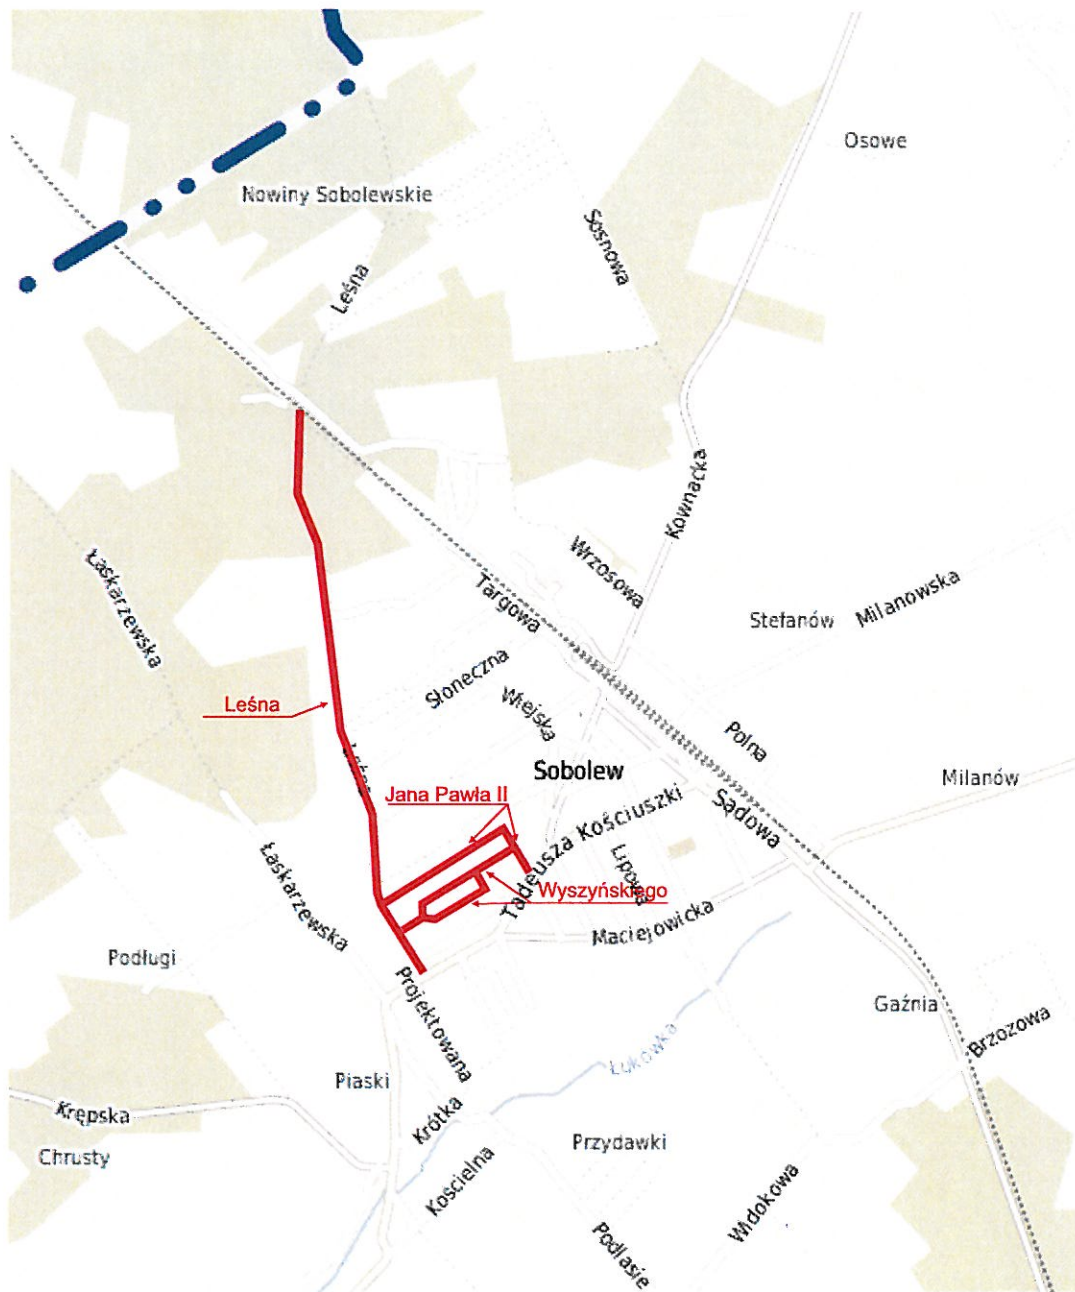 Osowe
Nowiny Sobolewskie
Sosnowa
Leśna
Kownacka
Wrzosowa
Łaskarzewska
Targowa
Milanowska
Stefanów
Słoneczna
Leśna
Wiejska
Polna
Leśna
Sobolew
Milanów
Jana Pawła II
Sądowa
Tadeusza Kościuszki
Lipowa
Wyszyńskiego
Łaskarzewska
Maciejowicka
Podługi
Projektowana
Gaźnia
Brzozowa
Łukówka
Piaski
Krępska
Krótka
Przydawki
Chrusty
Kościelna
Widokowa
Podlasie